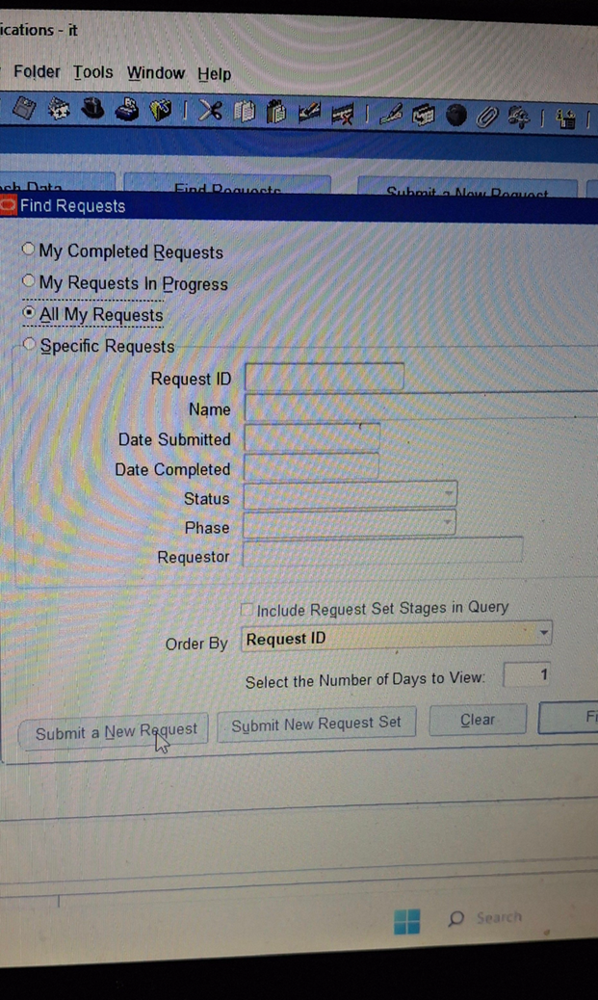 ications - it
Folder Tools Window Help
Find Requests Submit a New Request
Find Requests
My Completed Requests
My Requests In Progress
All My Requests
Specific Requests
Request ID
Name
Date Submitted
Date Completed
Status
Phase
Requestor
Include Request Set Stages in Query
Order By Request ID
Select the Number of Days to View: 1
Submit a New Request Submit New Request Set Clear
Search